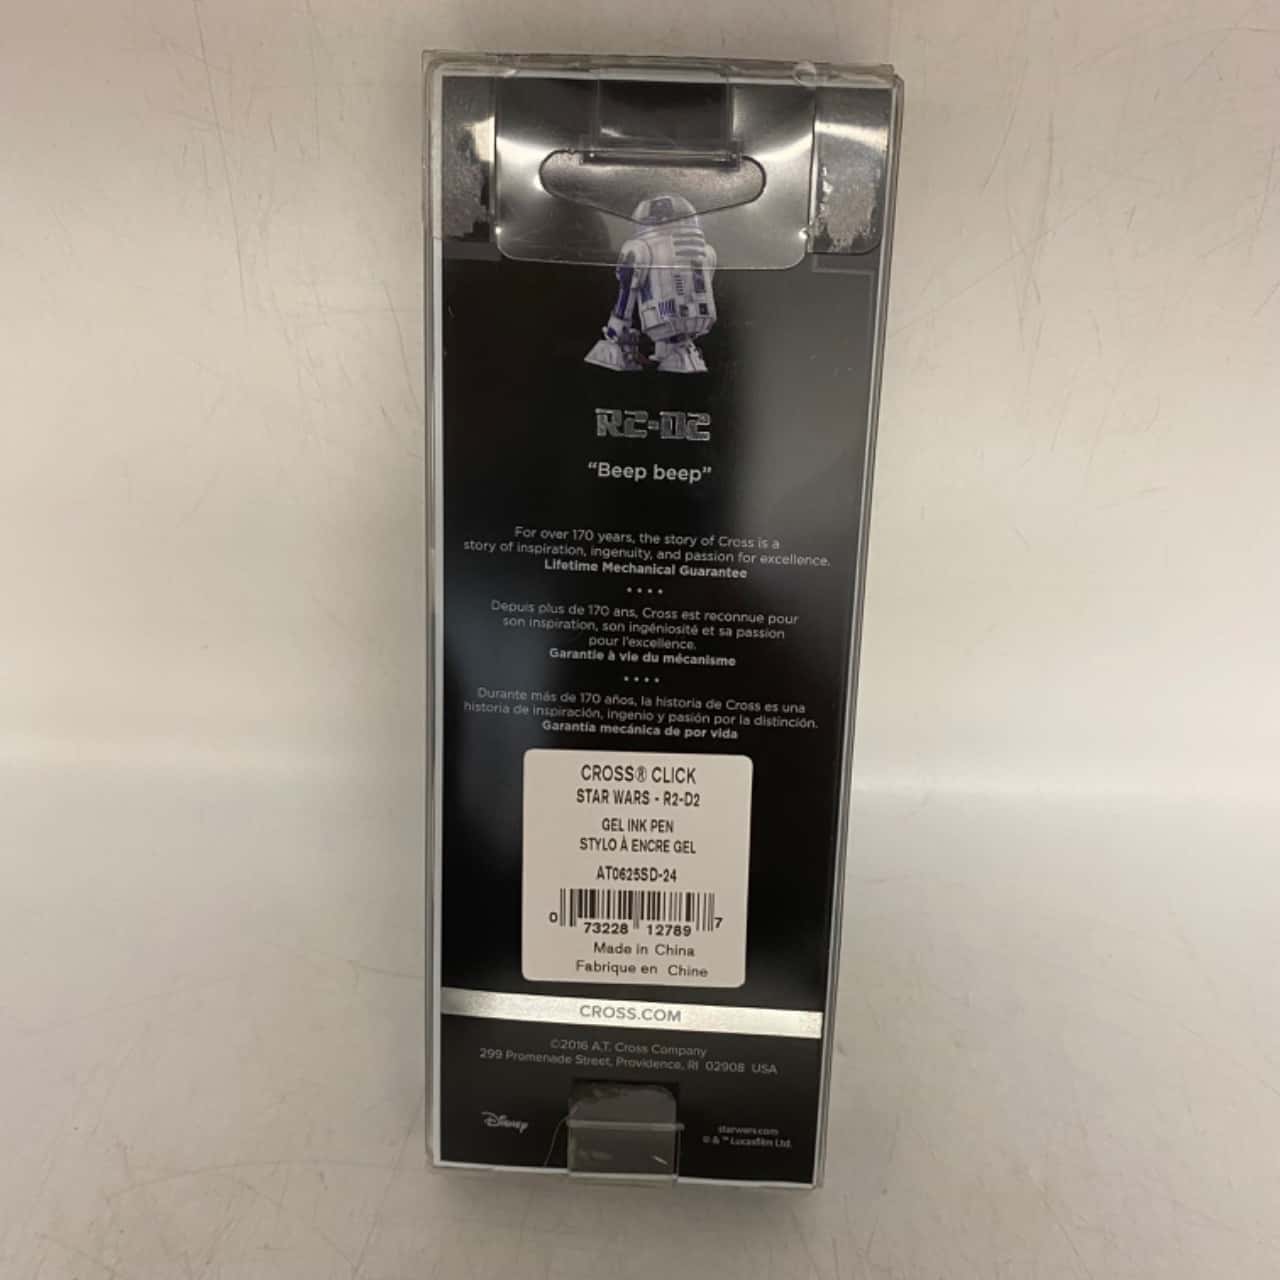 R2-D2
“Beep beep”
For over 170 years, the story of Cross is a
story of inspiration, ingenuity, and passion for excellence.
Lifetime Mechanical Guarantee
Depuis plus de 170 ans, Cross est reconnue pour
son inspiration, son ingéniosité et sa passion
pour l'excellence.
Garantie à vie du mécanisme
Durante más de 170 años, la historia de Cross es una
historia de inspiración, ingenio y pasión por la distinción.
Garantía mecánica de por vida
CROSS® CLICK
STAR WARS - R2-D2
GEL INK PEN
STYLO À ENCRE GEL
AT0625SD-24
0 73228 12789 7
Made in China
Fabrique en Chine
CROSS.COM
©2016 A.T. Cross Company
299 Promenade Street, Providence, RI 02908 USA
Disney
starwars.com
© & ™ Lucasfilm Ltd.